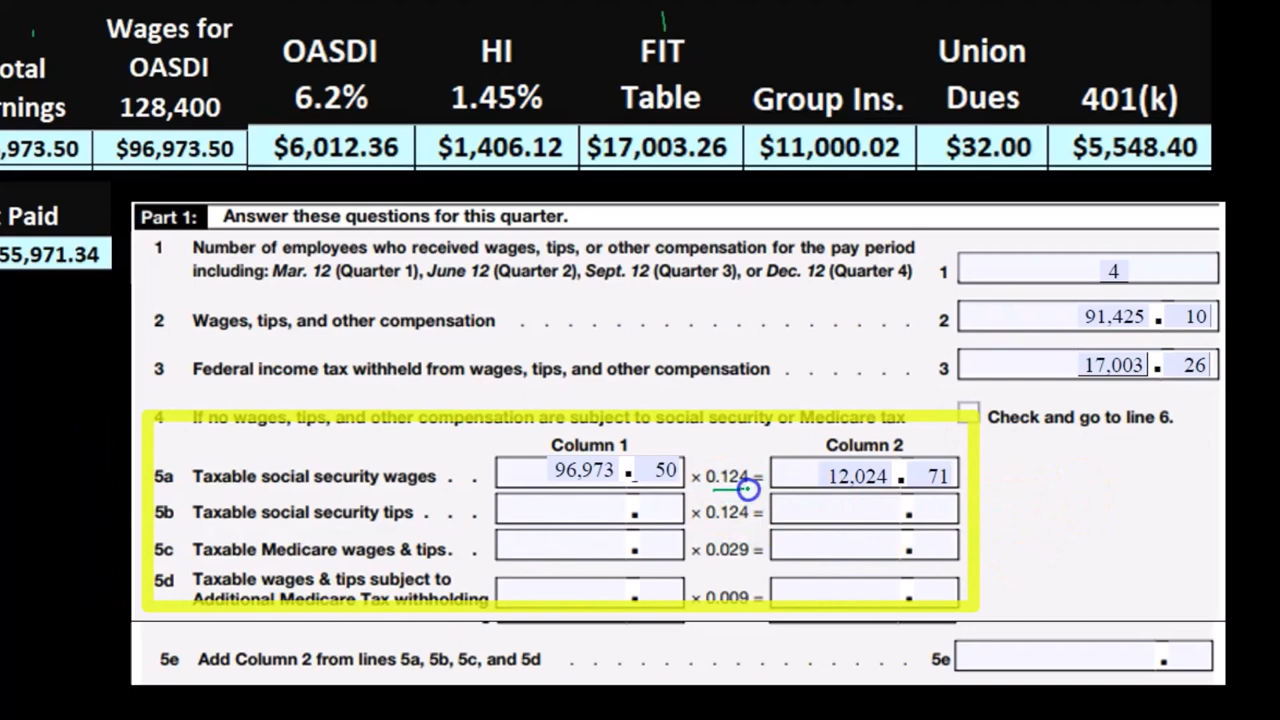 Wages for
OASDI
128,400
otal
rnings
OASDI
6.2%
HI
1.45%
FIT
Table
Group Ins.
Union
Dues
401(k)
,973.50 $96,973.50 $6,012.36 $1,406.12 $17,003.26 $11,000.02 $32.00 $5,548.40
t Paid
55,971.34
Part 1: Answer these questions for this quarter.
1 Number of employees who received wages, tips, or other compensation for the pay period
including: Mar. 12 (Quarter 1), June 12 (Quarter 2), Sept. 12 (Quarter 3), or Dec. 12 (Quarter 4) 1 4
2 Wages, tips, and other compensation . . . . . . . . . . . . . . . . . 2 91,425 . 10
3 Federal income tax withheld from wages, tips, and other compensation . . . . . . 3 17,003 . 26
4 If no wages, tips, and other compensation are subject to social security or Medicare tax Check and go to line 6.
Column 1 Column 2
5a Taxable social security wages . . 96,973 . 50 × 0.124 = 12,024 . 71
5b Taxable social security tips . . . . × 0.124 = .
5c Taxable Medicare wages & tips. . . × 0.029 = .
5d Taxable wages & tips subject to
Additional Medicare Tax withholding . × 0.009 = .
5e Add Column 2 from lines 5a, 5b, 5c, and 5d . . . . . . . . . . . . . . . 5e .